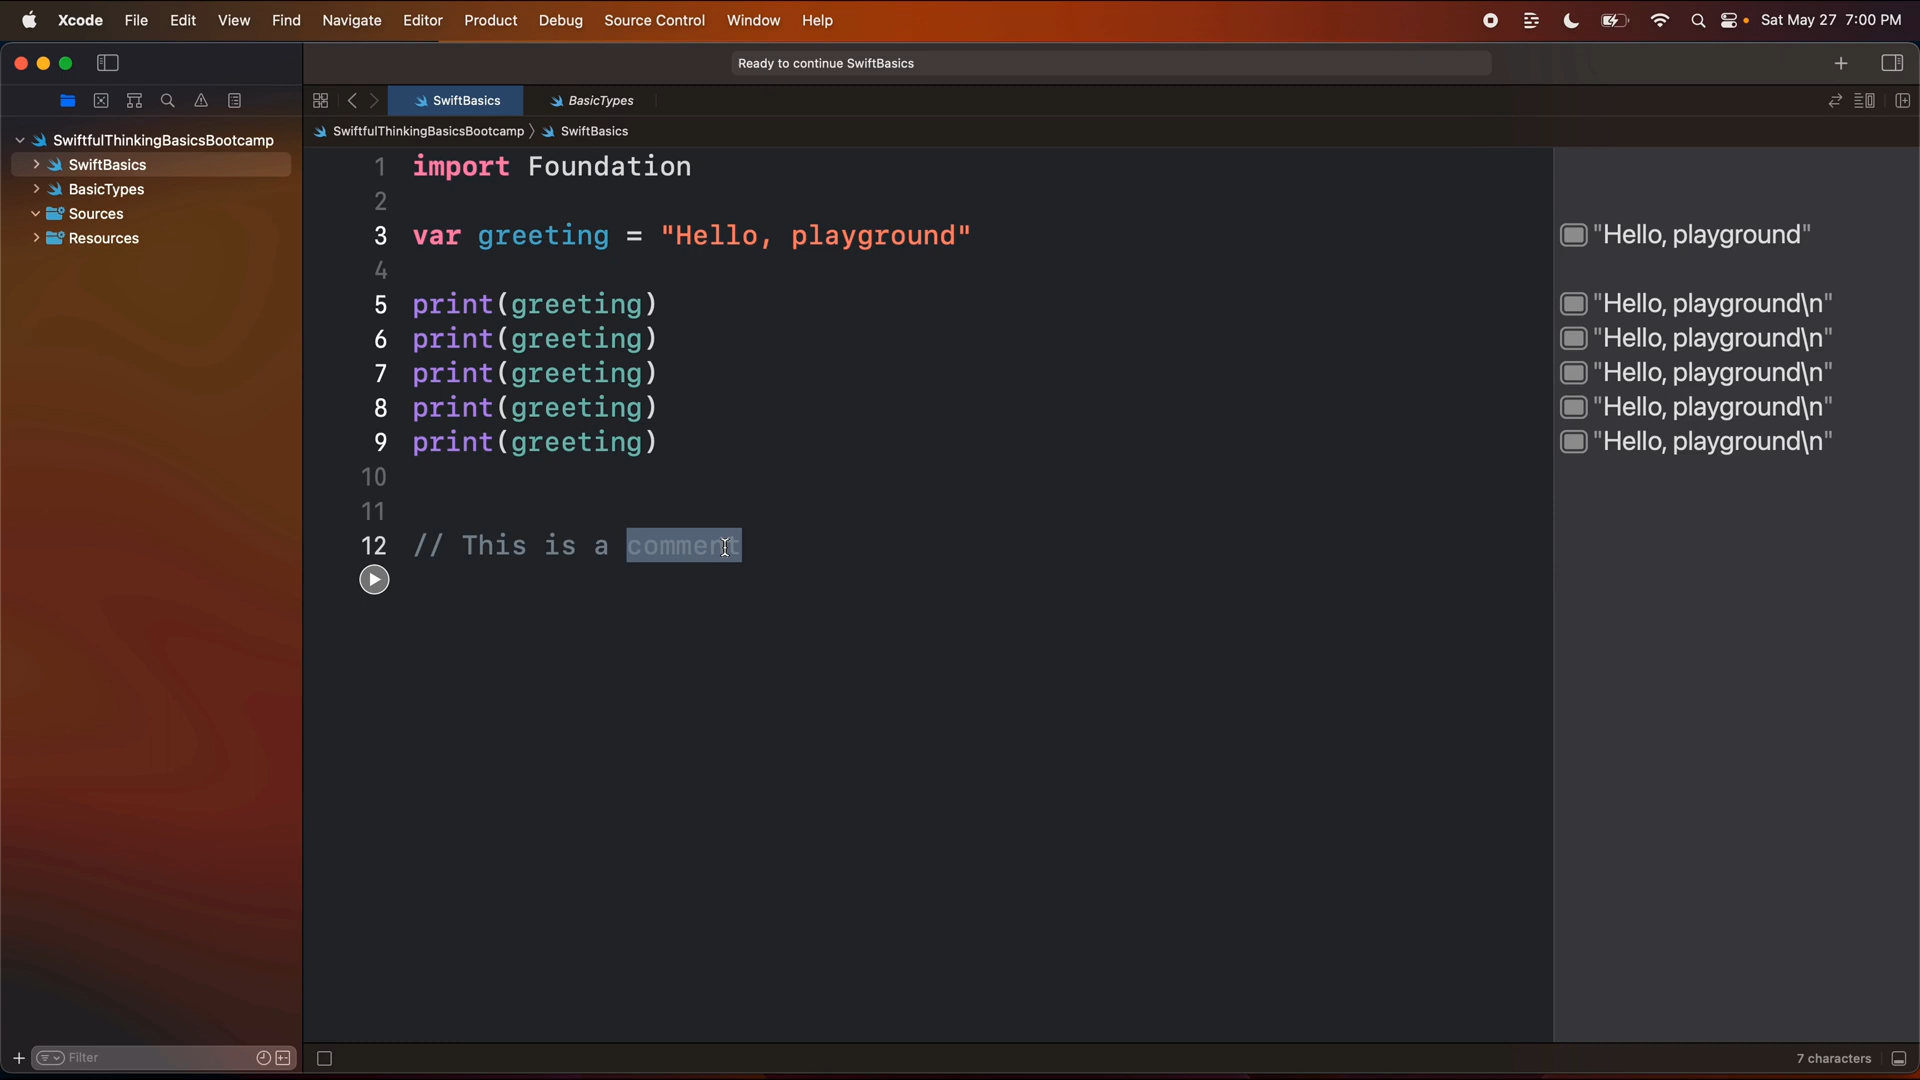 Xcode File Edit View Find Navigate Editor Product Debug Source Control Window Help Sat May 27 7:00 PM
Ready to continue SwiftBasics
SwiftBasics BasicTypes
SwiftfulThinkingBasicsBootcamp SwiftBasics
SwiftfulThinkingBasicsBootcamp
SwiftBasics
BasicTypes
Sources
Resources
1 import Foundation
2
3 var greeting = "Hello, playground"
4
5 print(greeting)
6 print(greeting)
7 print(greeting)
8 print(greeting)
9 print(greeting)
10
11
12 // This is a comment
"Hello, playground"
"Hello, playground\n"
"Hello, playground\n"
"Hello, playground\n"
"Hello, playground\n"
"Hello, playground\n"
Filter
7 characters